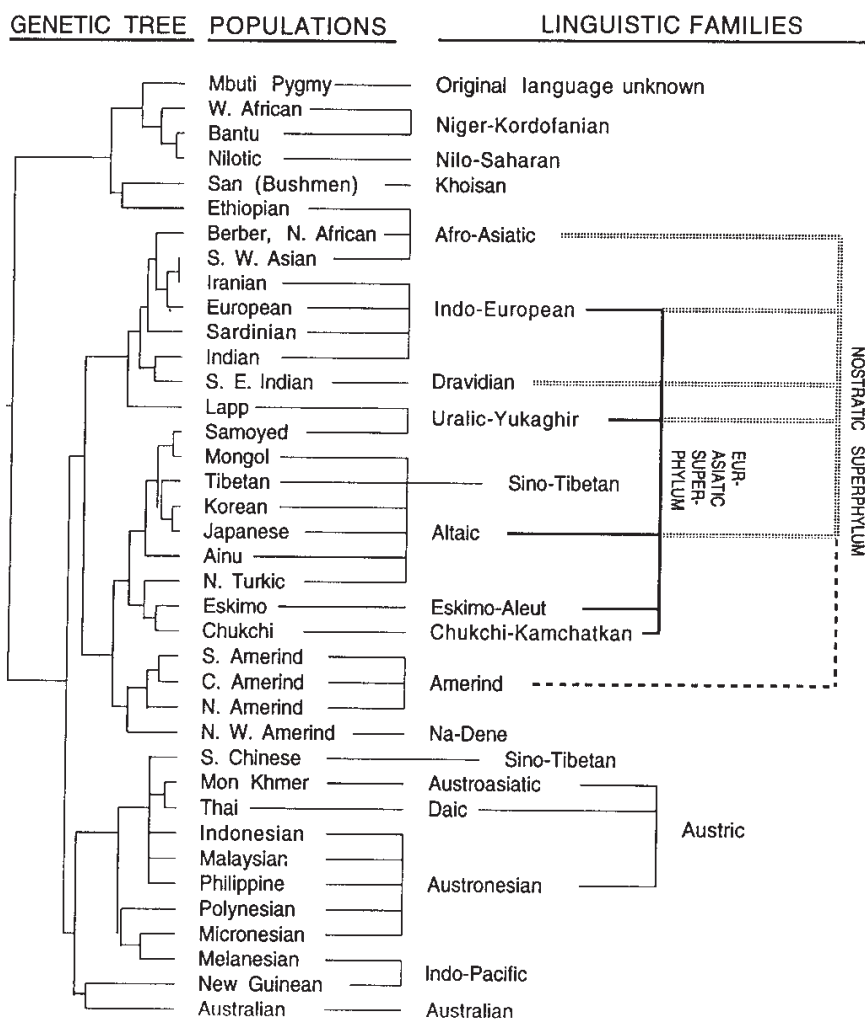 GENETIC TREE POPULATIONS LINGUISTIC FAMILIES
Mbuti Pygmy Original language unknown
W. African
Niger-Kordofanian
Bantu
Nilotic Nilo-Saharan
San (Bushmen) Khoisan
Ethiopian
Berber, N. African Afro-Asiatic
S. W. Asian
Iranian
European Indo-European
Sardinian
Indian
S. E. Indian Dravidian
Lapp
Uralic-Yukaghir
Samoyed
Mongol
Tibetan Sino-Tibetan
Korean
Japanese Altaic
Ainu
N. Turkic
Eskimo Eskimo-Aleut
Chukchi Chukchi-Kamchatkan
S. Amerind
C. Amerind Amerind
N. Amerind
N. W. Amerind Na-Dene
S. Chinese Sino-Tibetan
Mon Khmer Austroasiatic
Thai Daic
Indonesian Austric
Malaysian
Philippine Austronesian
Polynesian
Micronesian
Melanesian
Indo-Pacific
New Guinean
Australian Australian
EUR-
ASIATIC
SUPER-
PHYLUM
NOSTRATIC SUPERPHYLUM